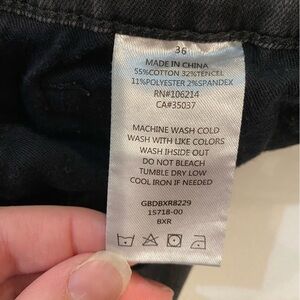 36
MADE IN CHINA
55%COTTON 32%TENCEL
11%POLYESTER 2%SPANDEX
RN#106214
CA#35037
MACHINE WASH COLD
WASH WITH LIKE COLORS
WASH INSIDE OUT
DO NOT BLEACH
TUMBLE DRY LOW
COOL IRON IF NEEDED
GBDBXR8229
15718-00
BXR